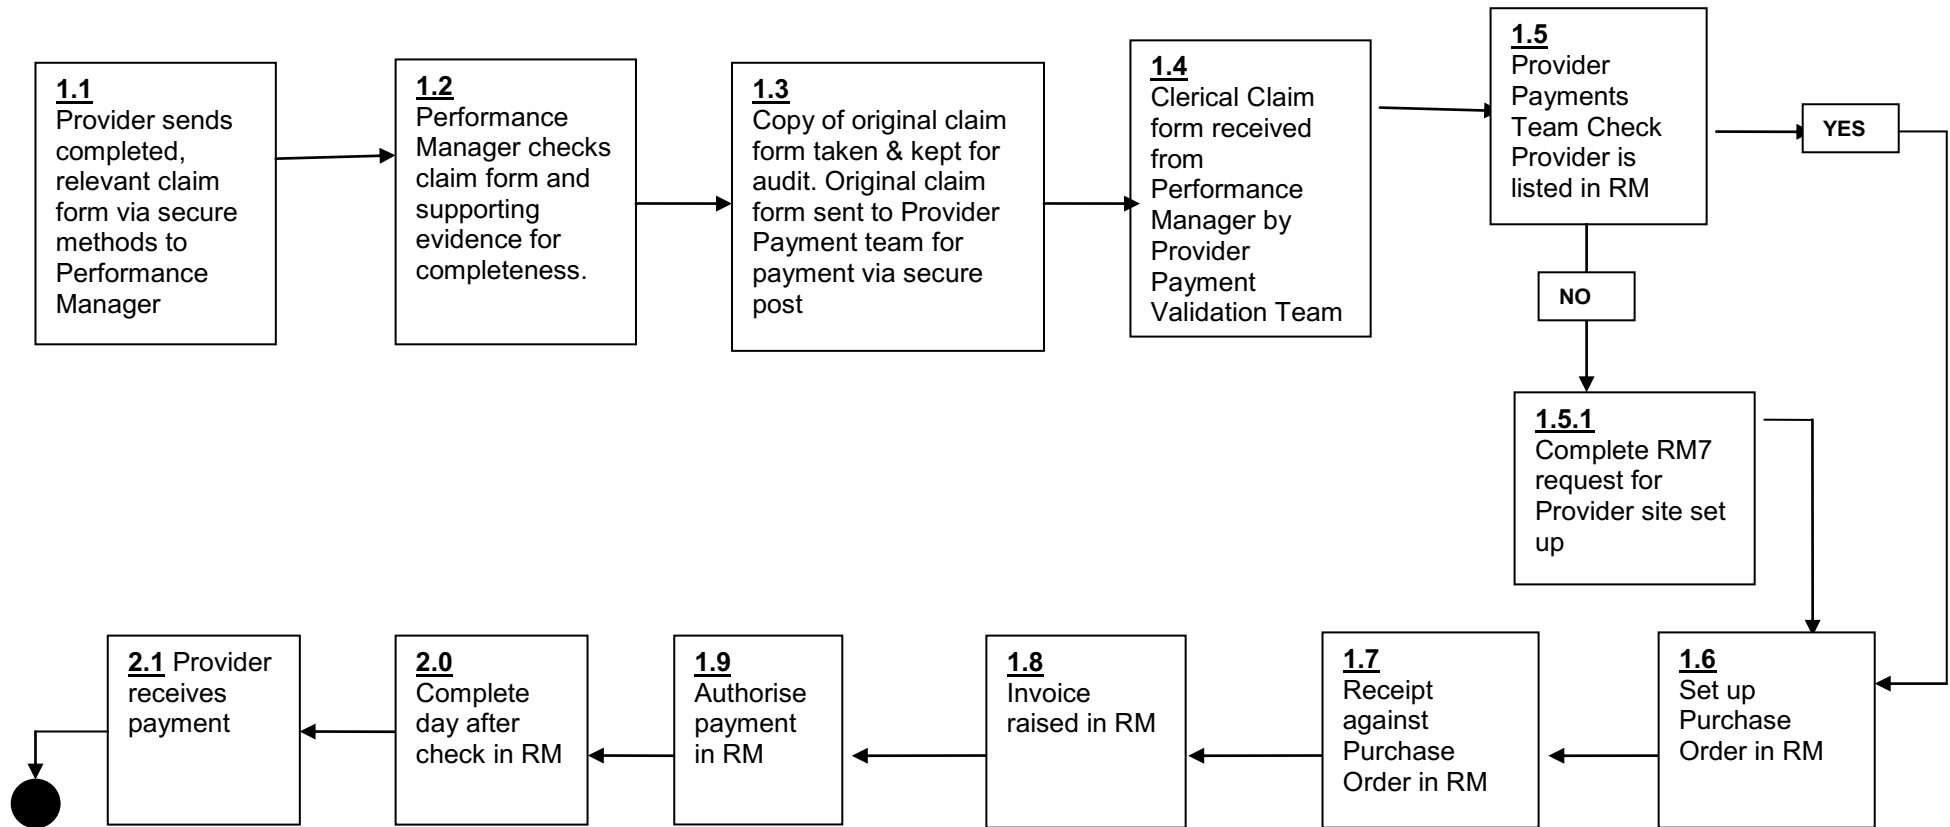 1.1
Provider sends
completed,
relevant claim
form via secure
methods to
Performance
Manager
1.2
Performance
Manager checks
claim form and
supporting
evidence for
completeness.
1.3
Copy of original claim
form taken & kept for
audit. Original claim
form sent to Provider
Payment team for
payment via secure
post
1.4
Clerical Claim
form received
from
Performance
Manager by
Provider
Payment
Validation Team
1.5
Provider
Payments
Team Check
Provider is
listed in RM
YES
NO
1.5.1
Complete RM7
request for
Provider site set
up
1.6
Set up
Purchase
Order in RM
1.7
Receipt
against
Purchase
Order in RM
1.8
Invoice
raised in RM
1.9
Authorise
payment
in RM
2.0
Complete
day after
check in RM
2.1 Provider
receives
payment